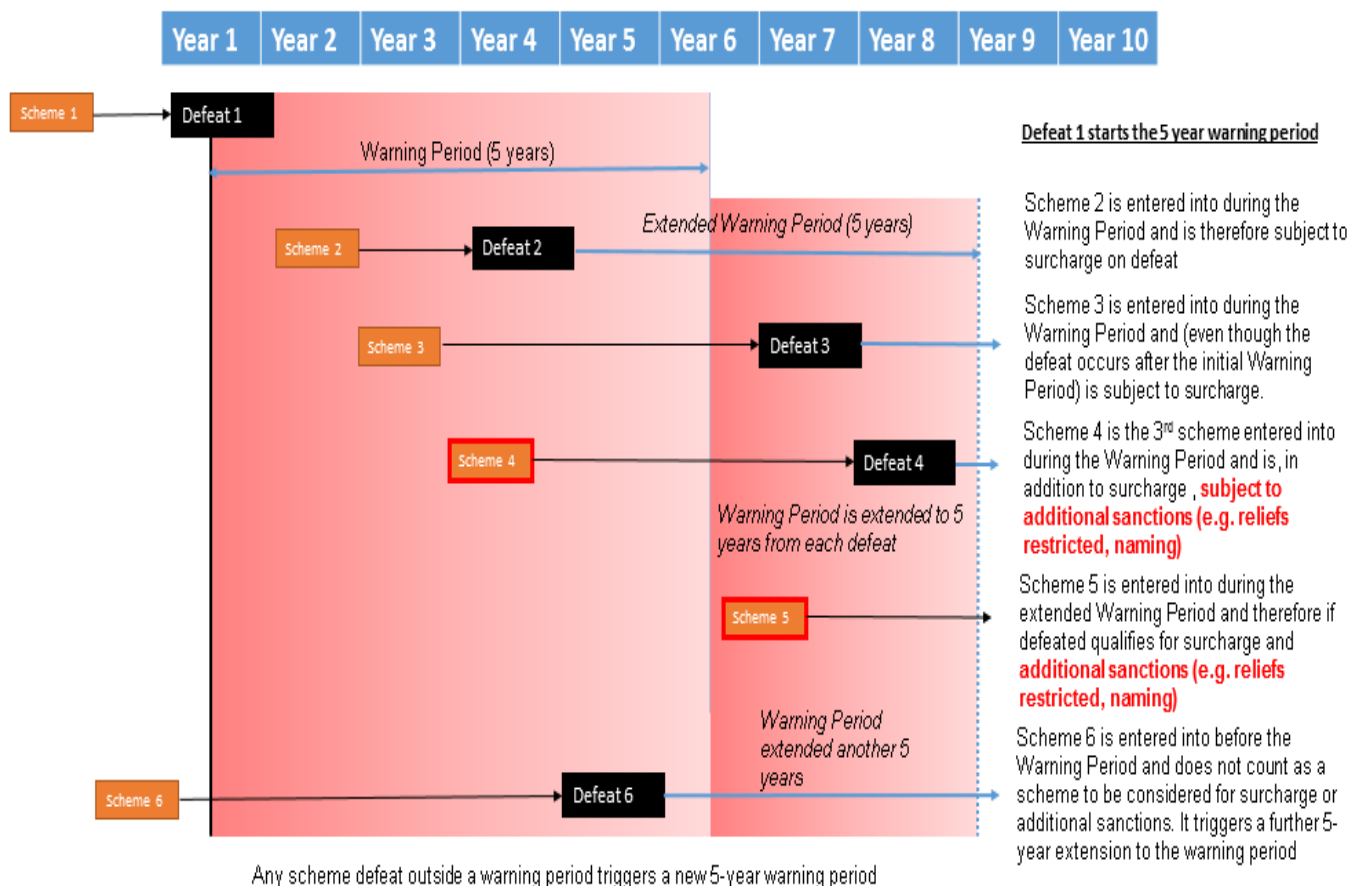 Year 1 Year 2 Year 3 Year 4 Year 5 Year 6 Year 7 Year 8 Year 9 Year 10
Scheme 1
Defeat 1
Defeat 1 starts the 5 year warning period
Warning Period (5 years)
Scheme 2
Defeat 2
Extended Warning Period (5 years)
Scheme 2 is entered into during the
Warning Period and is therefore subject to
surcharge on defeat
Scheme 3
Defeat 3
Scheme 3 is entered into during the
Warning Period and (even though the
defeat occurs after the initial Warning
Period) is subject to surcharge.
Scheme 4
Defeat 4
Scheme 4 is the 3rd scheme entered into
during the Warning Period and is, in
addition to surcharge , subject to
additional sanctions (e.g. reliefs
restricted, naming)
Warning Period is extended to 5
years from each defeat
Scheme 5
Scheme 5 is entered into during the
extended Warning Period and therefore if
defeated qualifies for surcharge and
additional sanctions (e.g. reliefs
restricted, naming)
Warning Period
extended another 5
years
Scheme 6
Defeat 6
Scheme 6 is entered into before the
Warning Period and does not count as a
scheme to be considered for surcharge or
additional sanctions. It triggers a further 5-
year extension to the warning period
Any scheme defeat outside a warning period triggers a new 5-year warning period